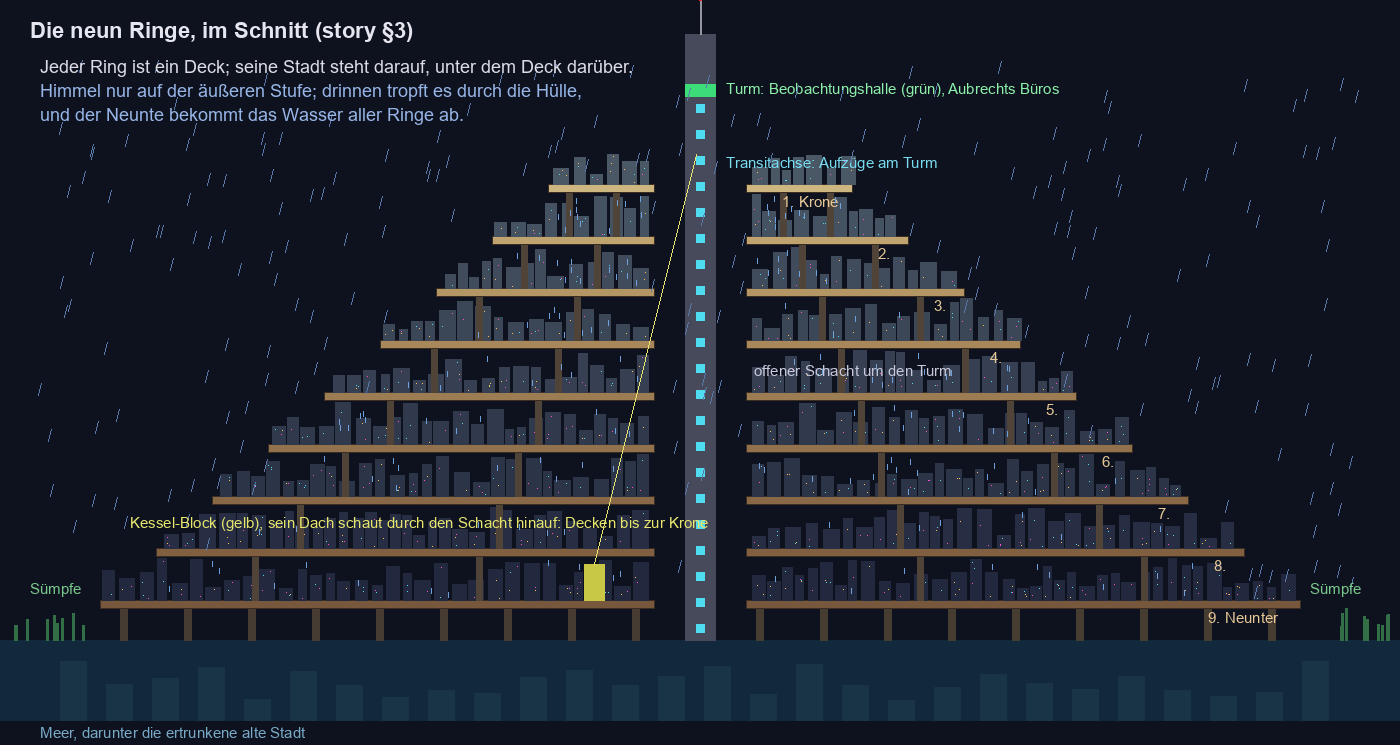 Die neun Ringe, im Schnitt (story §3)
Jeder Ring ist ein Deck; seine Stadt steht darauf, unter dem Deck darüber.
Himmel nur auf der äußeren Stufe; drinnen tropft es durch die Hülle,
und der Neunte bekommt das Wasser aller Ringe ab.
Turm: Beobachtungshalle (grün), Aubrechts Büros
Transitachse: Aufzüge am Turm
1, Krone
2.
3.
4.
offener Schacht um den Turm
5.
6.
7.
Kessel-Block (gelb), sein Dach schaut durch den Schacht hinauf: Decken bis zur Krone
8.
Sümpfe
Sümpfe
9. Neunter
Meer, darunter die ertrunkene alte Stadt